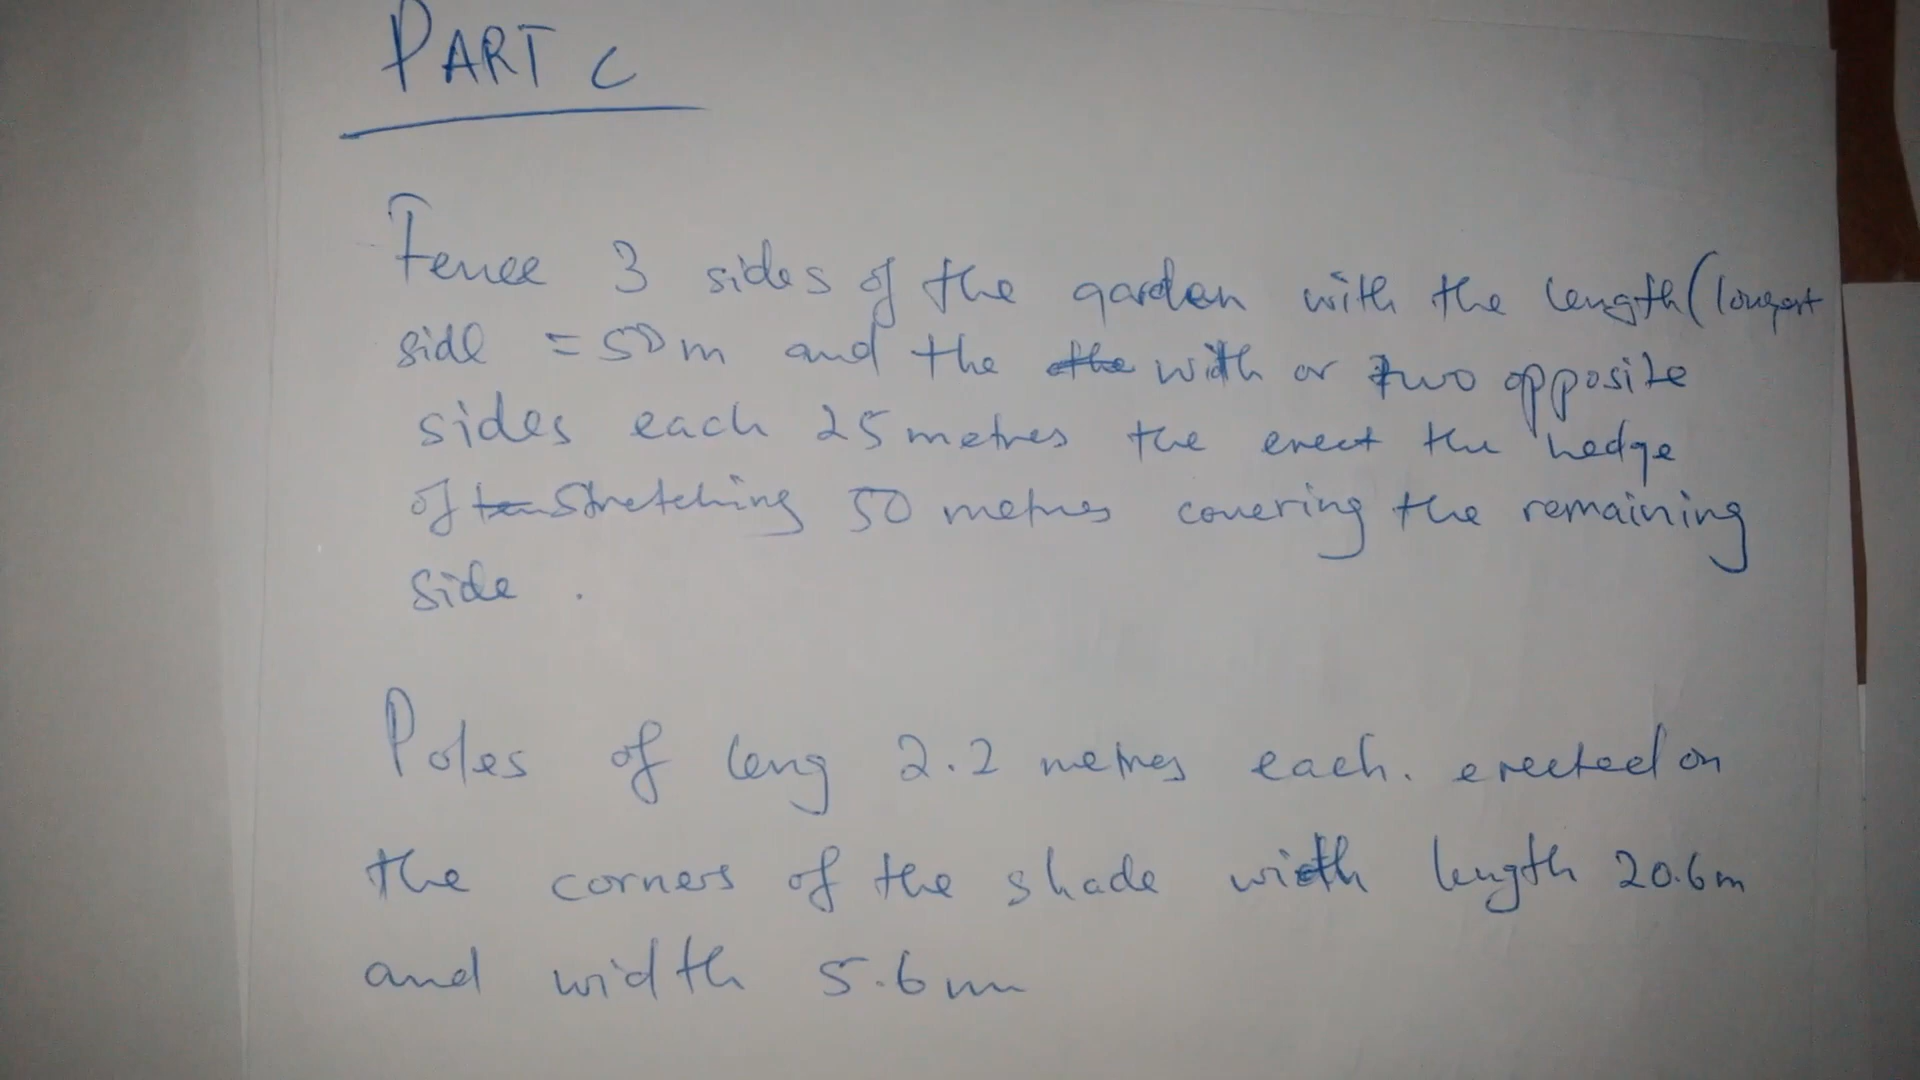 PART C
Fence 3 sides of the garden with the length (longest
side = 50m and the the with or two opposite
sides each 25 metres the erect the hedge
of stretching 50 metres covering the remaining
side .
Poles of leng 2.2 metres each. erected on
the corners of the shade width length 20.6m
and width 5.6m